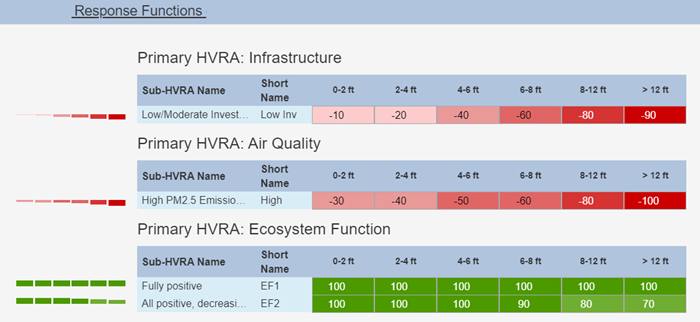 Response Functions
Primary HVRA: Infrastructure
Sub-HVRA Name Short Name 0-2 ft 2-4 ft 4-6 ft 6-8 ft 8-12 ft > 12 ft
Low/Moderate Invest... Low Inv -10 -20 -40 -60 -80 -90
Primary HVRA: Air Quality
Sub-HVRA Name Short Name 0-2 ft 2-4 ft 4-6 ft 6-8 ft 8-12 ft > 12 ft
High PM2.5 Emissio... High -30 -40 -50 -60 -80 -100
Primary HVRA: Ecosystem Function
Sub-HVRA Name Short Name 0-2 ft 2-4 ft 4-6 ft 6-8 ft 8-12 ft > 12 ft
Fully positive EF1 100 100 100 100 100 100
All positive, decreasi... EF2 100 100 100 90 80 70